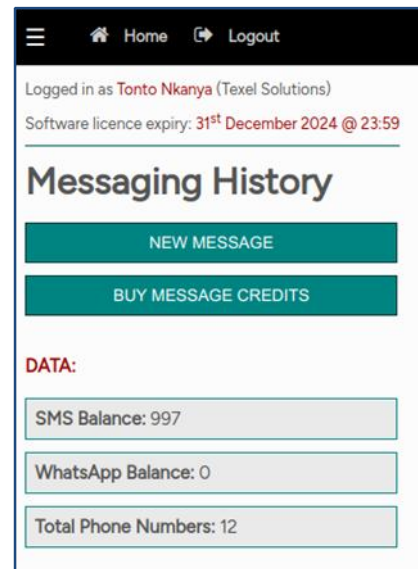 Home Logout
Logged in as Tonto Nkanya (Texel Solutions)
Software licence expiry: 31st December 2024 @ 23:59
Messaging History
NEW MESSAGE
BUY MESSAGE CREDITS
DATA:
SMS Balance: 997
WhatsApp Balance: 0
Total Phone Numbers: 12